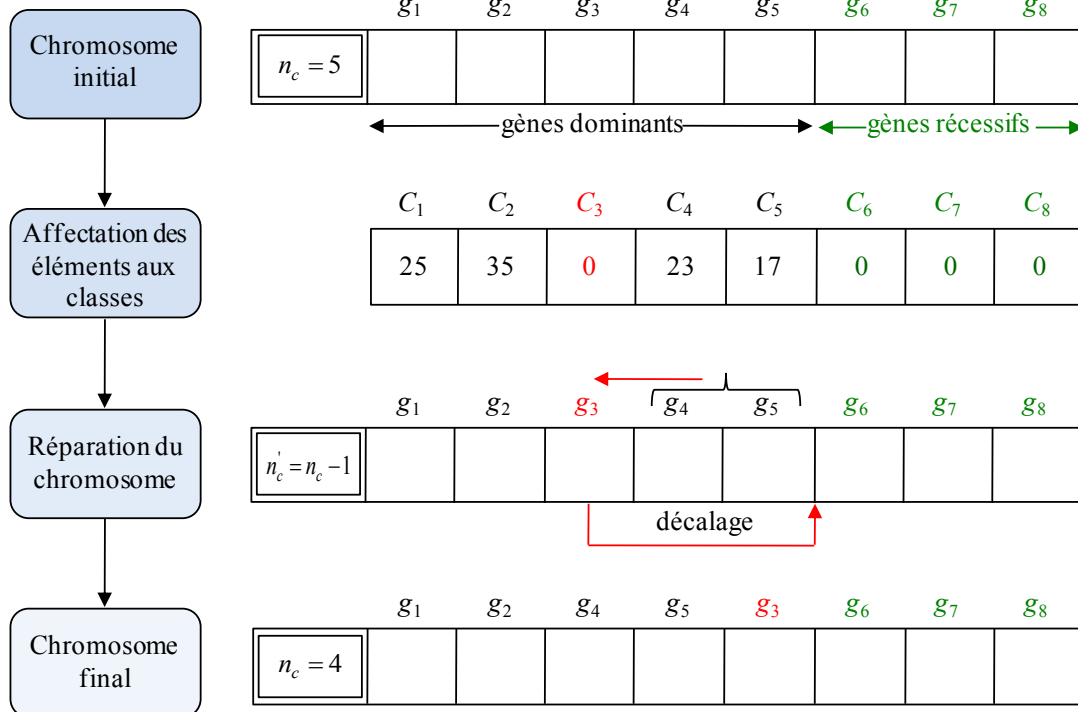 g1 g2 g3 g4 g5 g6 g7 g8
Chromosome
initial
nc = 5
gènes dominants gènes récessifs
C1 C2 C3 C4 C5 C6 C7 C8
Affectation des
éléments aux
classes
25 35 0 23 17 0 0 0
g1 g2 g3 g4 g5 g6 g7 g8
Réparation du
chromosome
n'c = nc −1
décalage
g1 g2 g4 g5 g3 g6 g7 g8
Chromosome
final
nc = 4